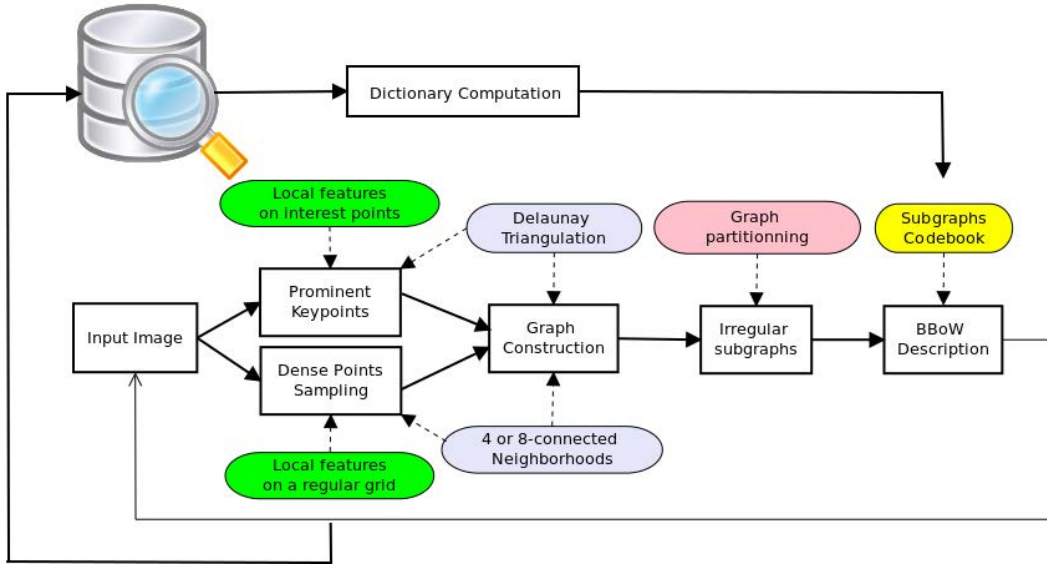 Dictionary Computation
Local features
on interest points
Delaunay
Triangulation
Graph
partitionning
Subgraphs
Codebook
Prominent
Keypoints
Input Image
Graph
Construction
Irregular
subgraphs
BBoW
Description
Dense Points
Sampling
4 or 8-connected
Neighborhoods
Local features
on a regular grid